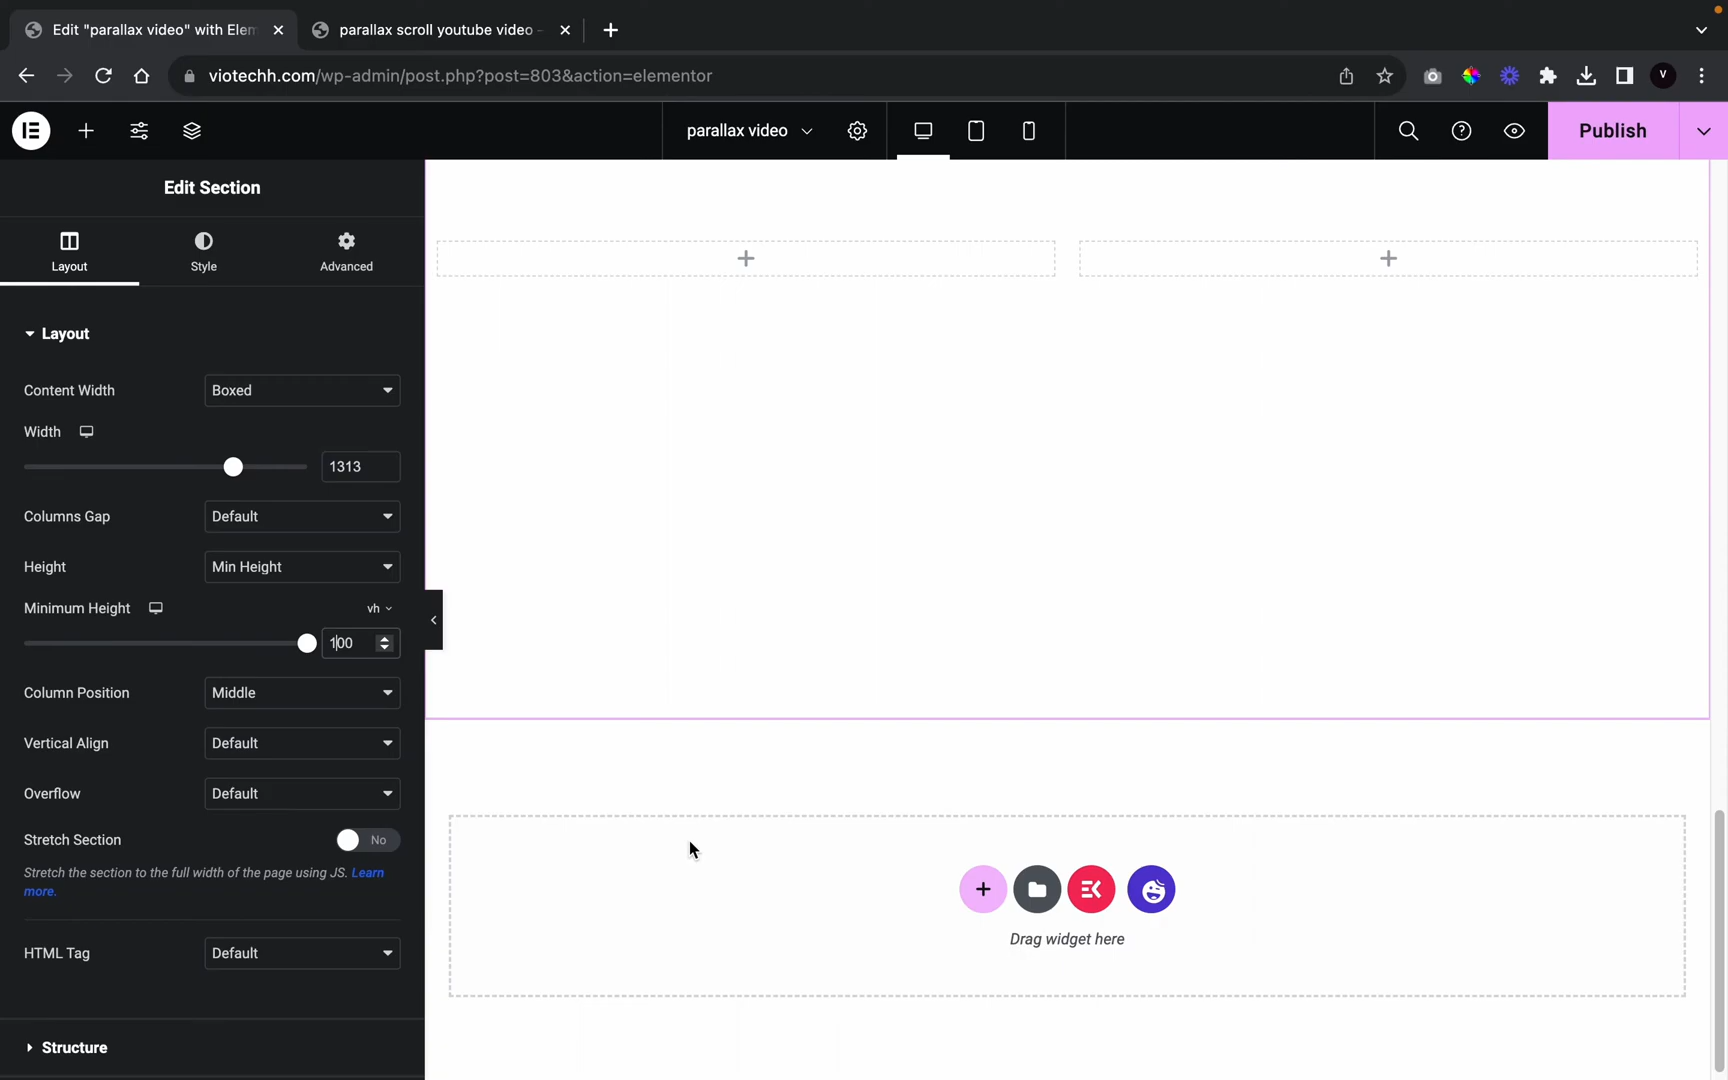 Edit "parallax video" with Elem
parallax scroll youtube video -
viotechh.com/wp-admin/post.php?post=803&action=elementor
V
parallax video
Publish
Edit Section
Layout
Style
Advanced
Layout
Content Width
Boxed
Width
1313
Columns Gap
Default
Height
Min Height
Minimum Height
vh
100
Column Position
Middle
Vertical Align
Default
Overflow
Default
Stretch Section
No
Stretch the section to the full width of the page using JS. Learn
more.
HTML Tag
Default
Structure
Drag widget here